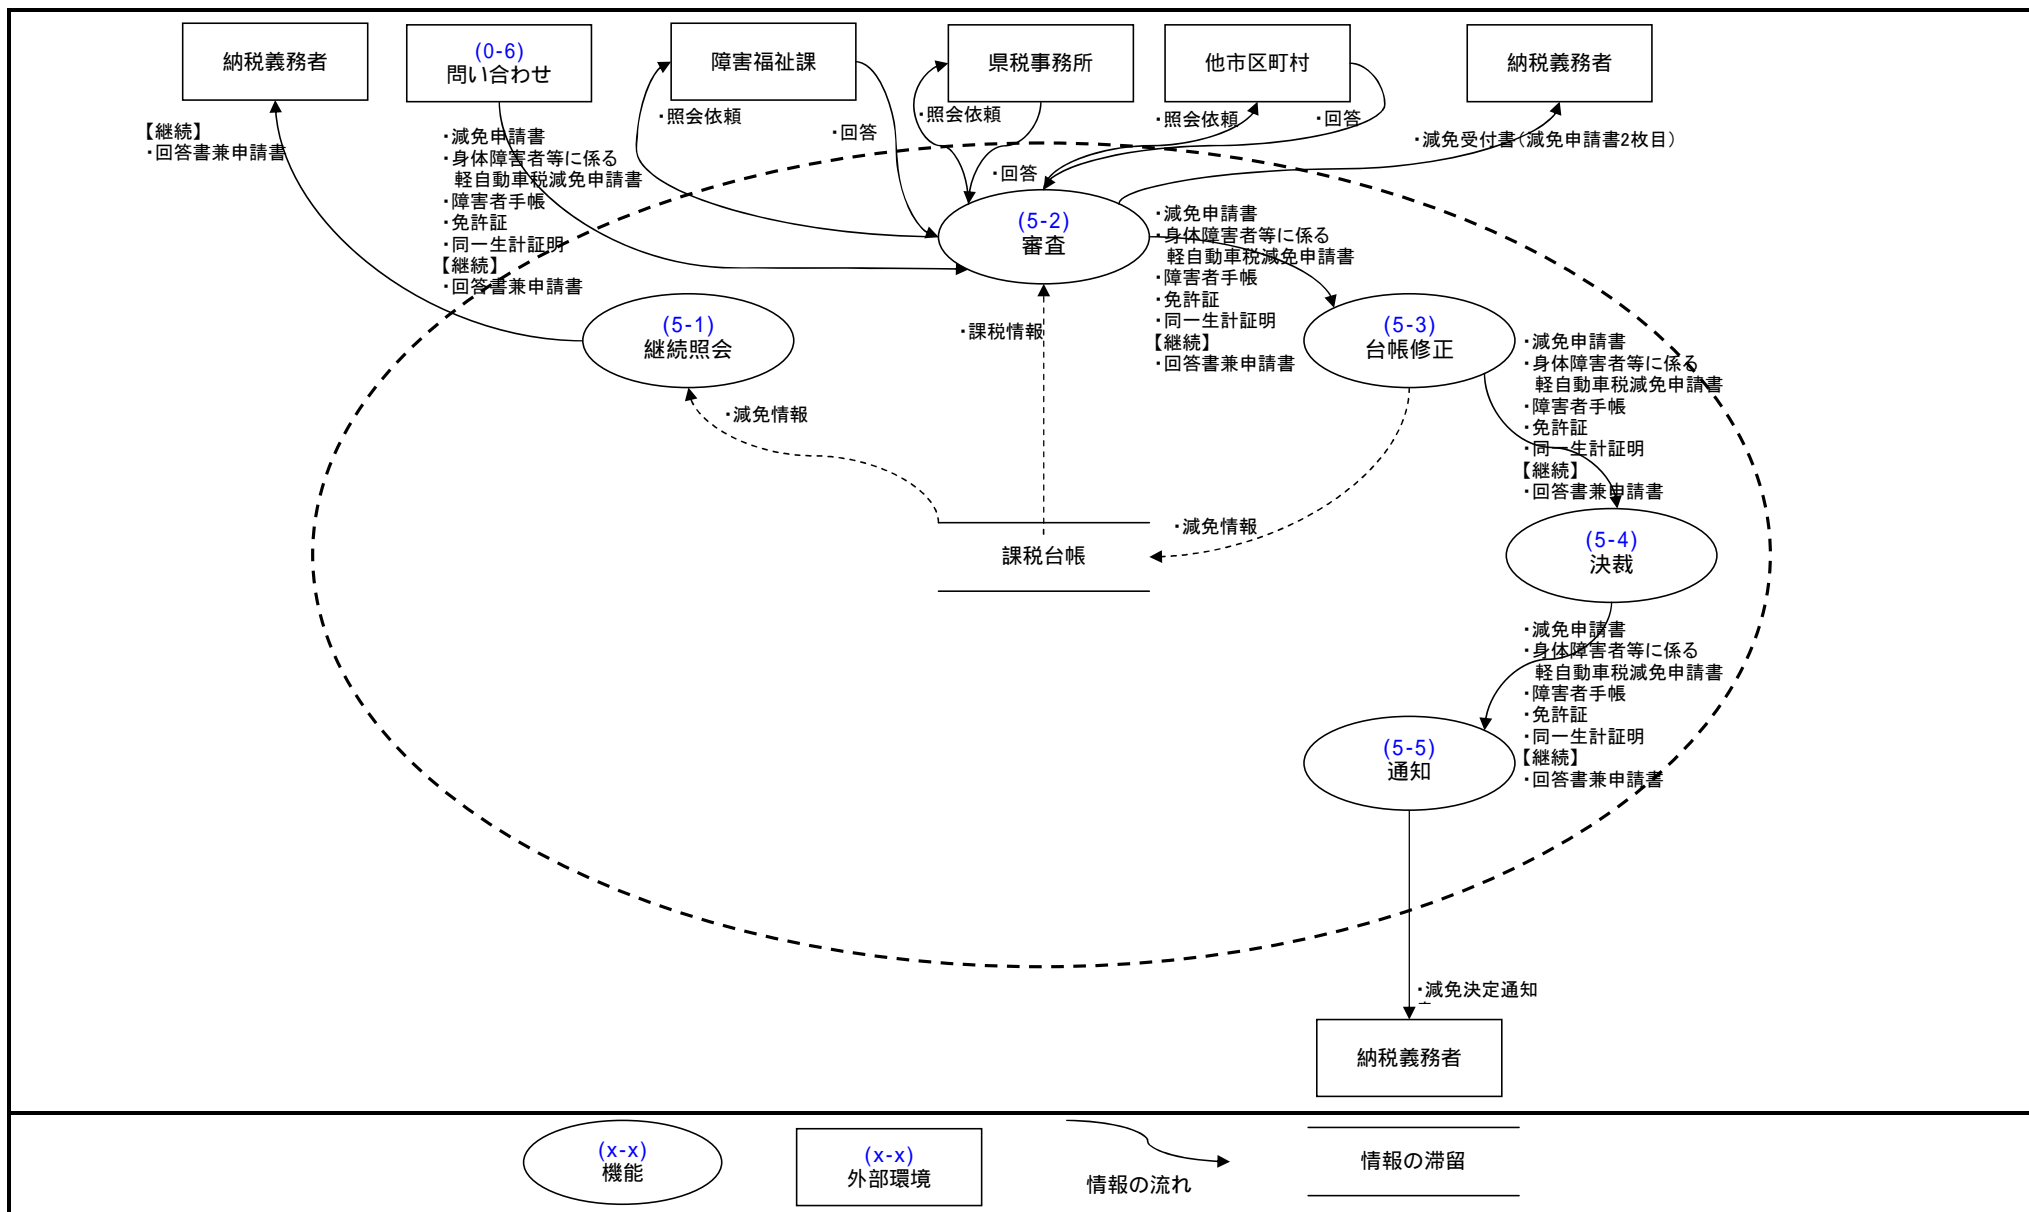 納税義務者
(0-6)
問い合わせ
障害福祉課
県税事務所
他市区町村
納税義務者
【継続】
・回答書兼申請書
・減免申請書
・身体障害者等に係る
軽自動車税減免申請書
・障害者手帳
・免許証
・同一生計証明
【継続】
・回答書兼申請書
・照会依頼
・回答
・照会依頼
・回答
・照会依頼
・回答
・減免受付書(減免申請書2枚目)
(5-2)
審査
・減免申請書
・身体障害者等に係る
軽自動車税減免申請書
・障害者手帳
・免許証
・同一生計証明
【継続】
・回答書兼申請書
(5-1)
継続照会
・課税情報
(5-3)
台帳修正
・減免申請書
・身体障害者等に係る
軽自動車税減免申請書
・障害者手帳
・免許証
・同一生計証明
【継続】
・回答書兼申請書
・減免情報
・減免情報
課税台帳
(5-4)
決裁
・減免申請書
・身体障害者等に係る
軽自動車税減免申請書
・障害者手帳
・免許証
・同一生計証明
【継続】
・回答書兼申請書
(5-5)
通知
・減免決定通知
納税義務者
(x-x)
機能
(x-x)
外部環境
情報の流れ
情報の滞留